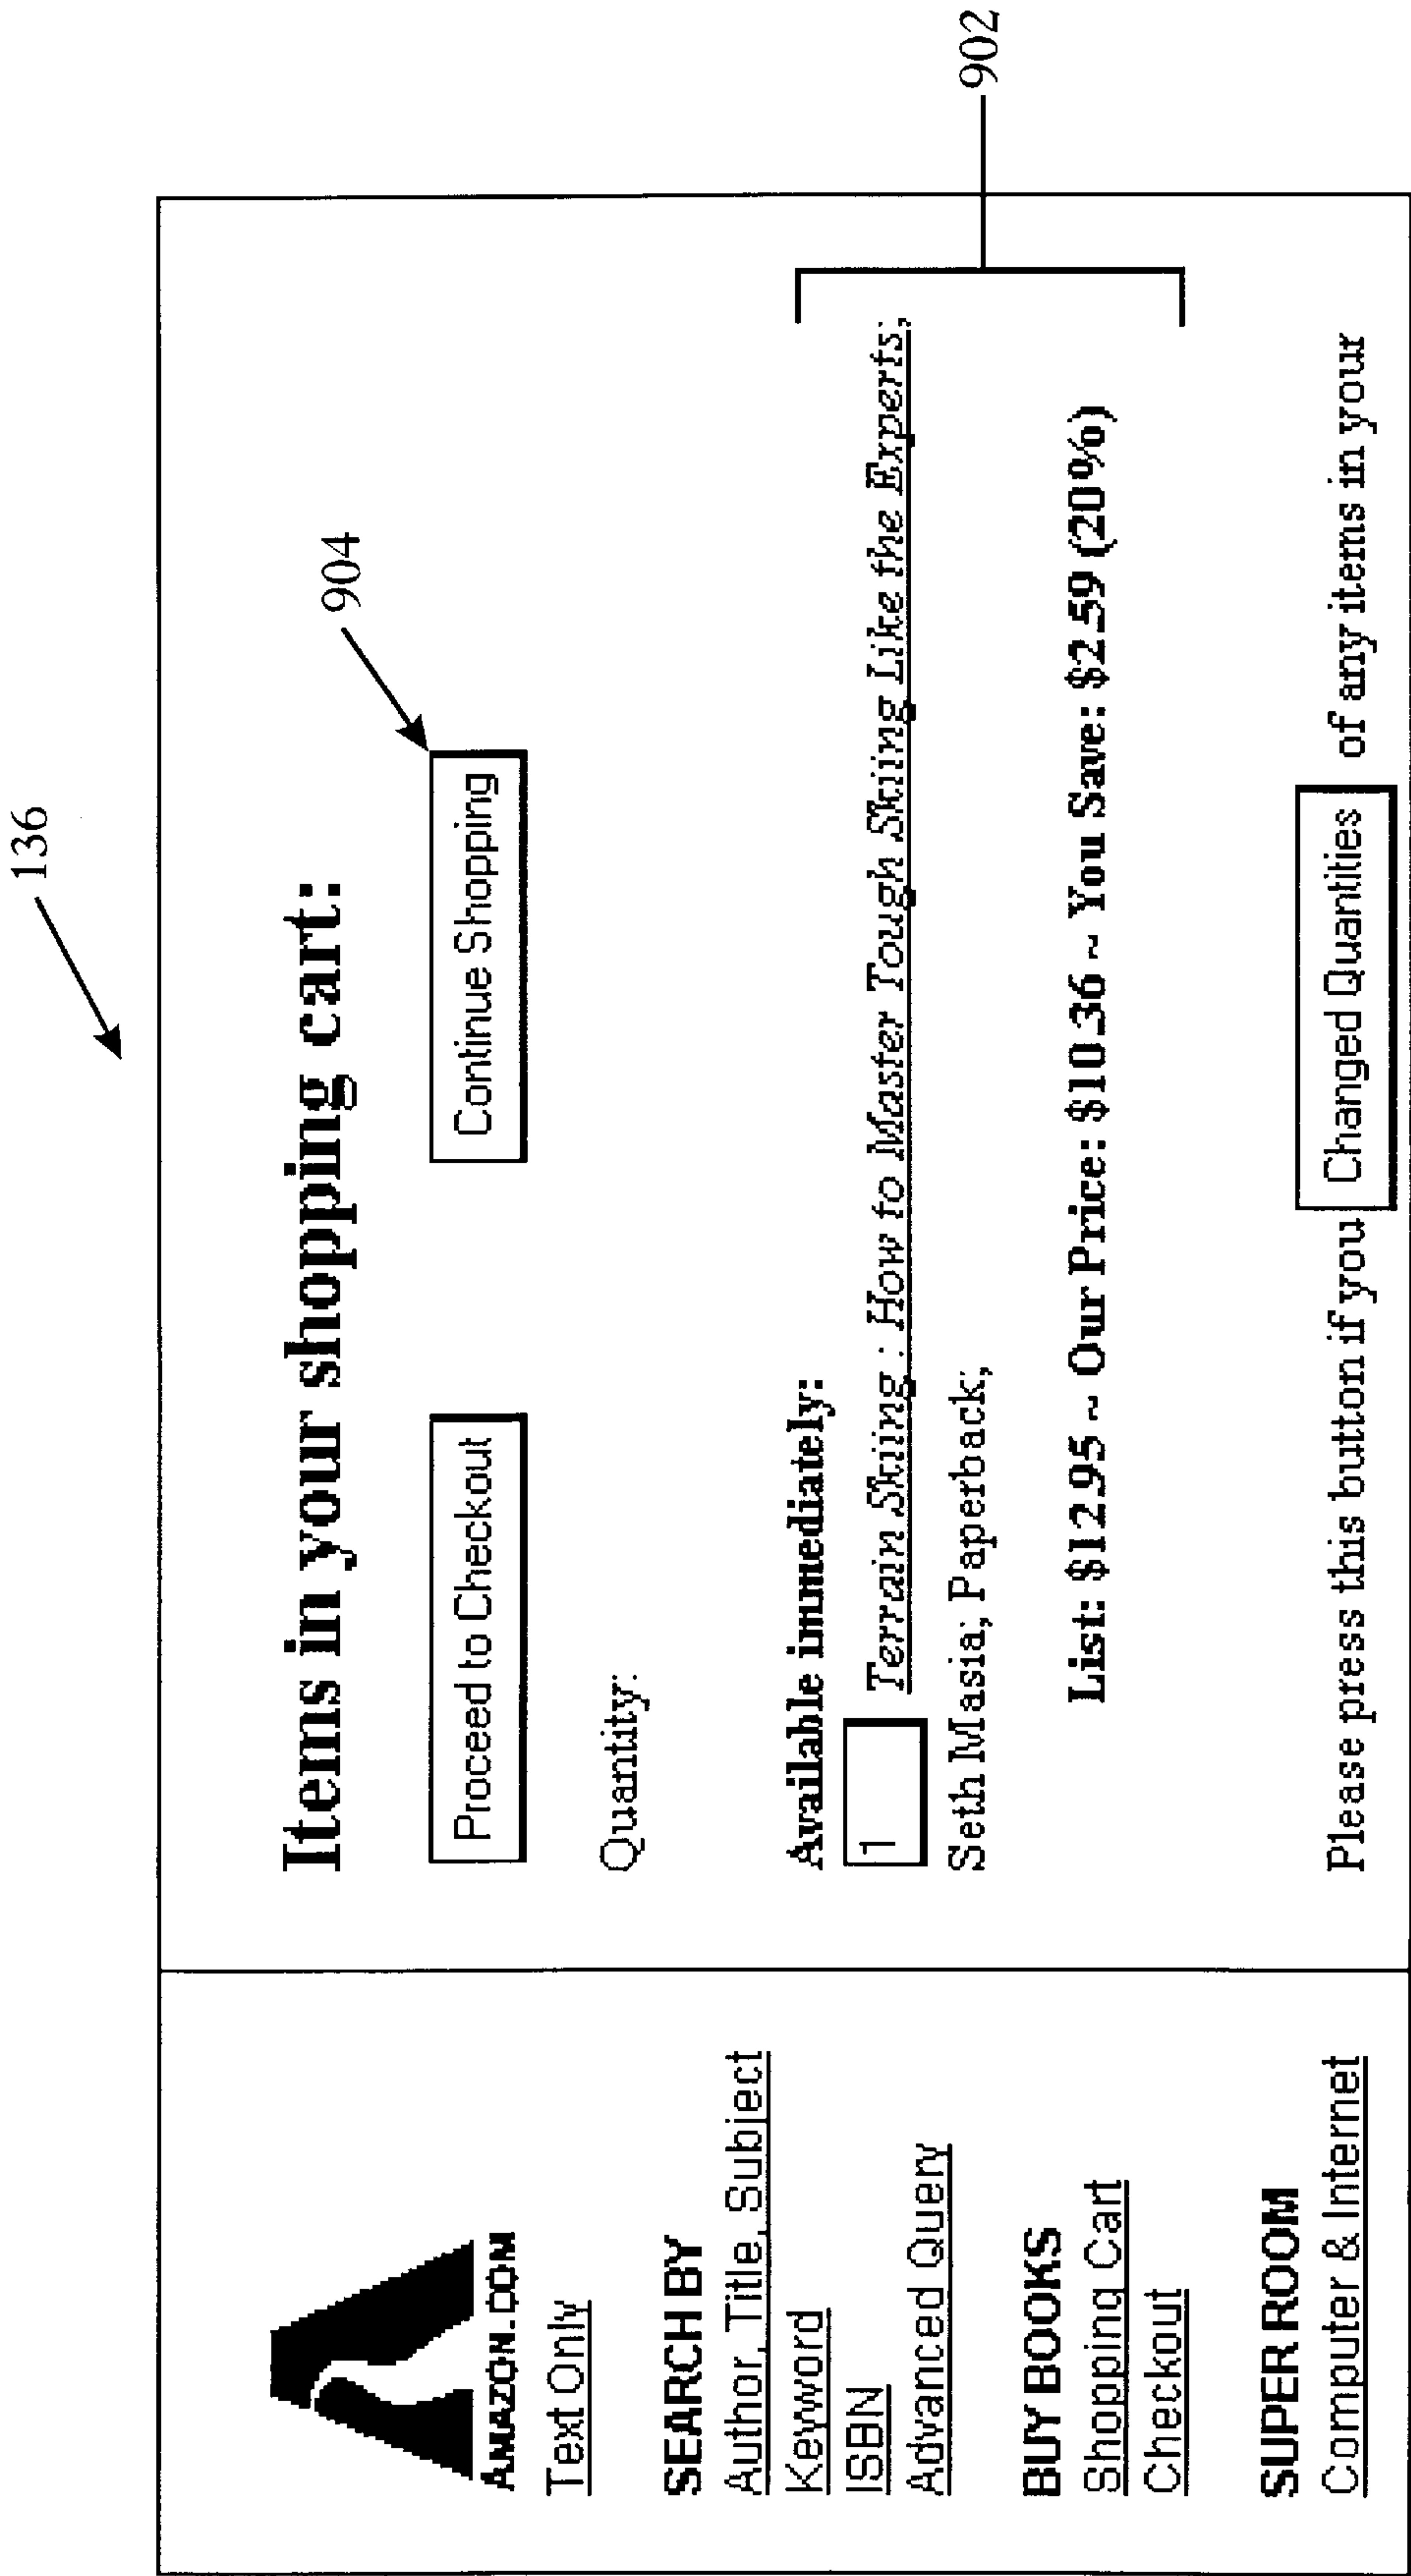 136
AMAZON.COM
Text Only
SEARCH BY
Author, Title, Subject
Keyword
ISBN
Advanced Query
BUY BOOKS
Shopping Cart
Checkout
SUPER ROOM
Computer & Internet
Items in your shopping cart:
904
Proceed to Checkout Continue Shopping
Quantity:
Available immediately:
1 Terrain Skiing : How to Master Tough Skiing Like the Experts;
Seth Masia; Paperback;
List: $12.95 ~ Our Price: $10.36 ~ You Save: $2.59 (20%)
902
Please press this button if you Changed Quantities of any items in your